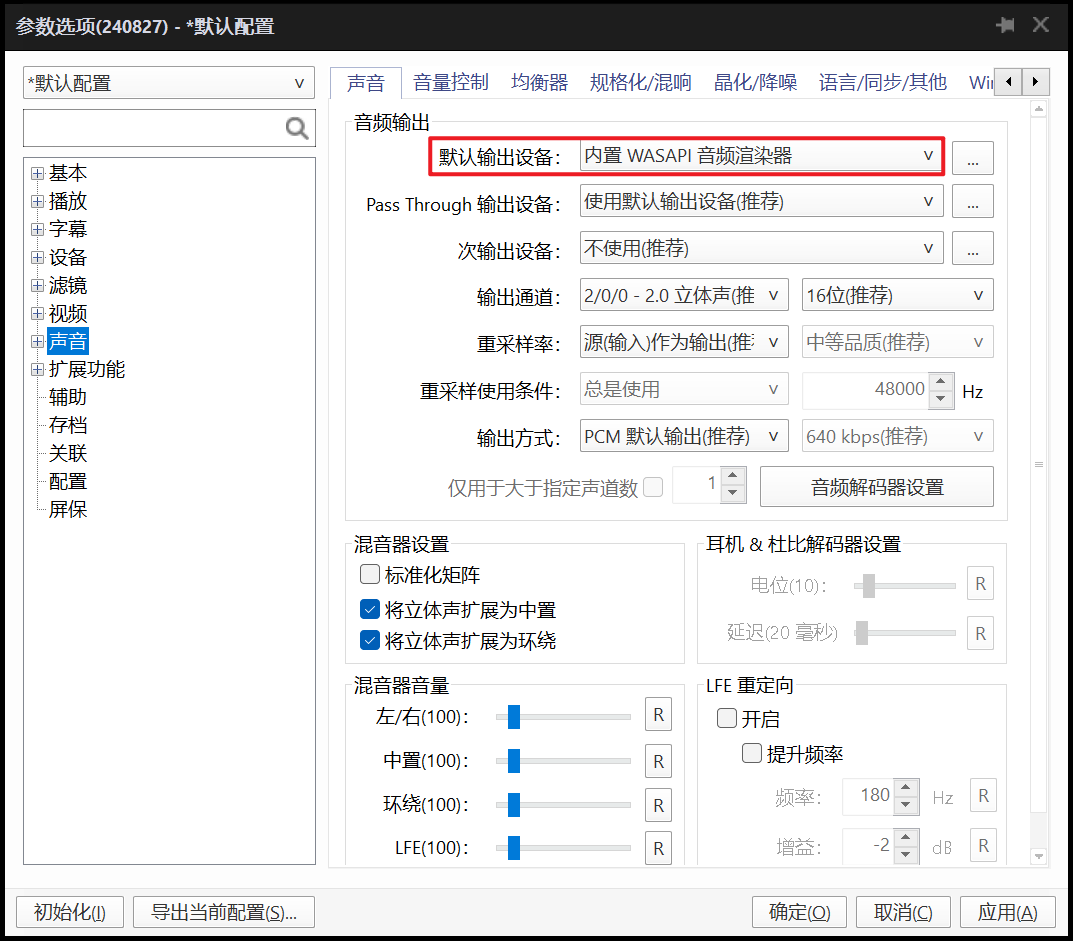 参数选项(240827) - *默认配置
*默认配置
基本
播放
字幕
设备
滤镜
视频
声音
扩展功能
辅助
存档
关联
配置
屏保
声音 音量控制 均衡器 规格化/混响 晶化/降噪 语言/同步/其他 Wi
音频输出
默认输出设备： 内置 WASAPI 音频渲染器 ...
Pass Through 输出设备： 使用默认输出设备(推荐) ...
次输出设备： 不使用(推荐) ...
输出通道： 2/0/0 - 2.0 立体声(推 16位(推荐)
重采样率： 源(输入)作为输出(推 中等品质(推荐)
重采样使用条件： 总是使用 48000 Hz
输出方式： PCM 默认输出(推荐) 640 kbps(推荐)
仅用于大于指定声道数 1 音频解码器设置
混音器设置
标准化矩阵
将立体声扩展为中置
将立体声扩展为环绕
耳机 & 杜比解码器设置
电位(10)： R
延迟(20 毫秒) R
混音器音量
左/右(100)： R
中置(100)： R
环绕(100)： R
LFE(100)： R
LFE 重定向
开启
提升频率
频率： 180 Hz R
增益： -2 dB R
初始化(I) 导出当前配置(S)... 确定(O) 取消(C) 应用(A)